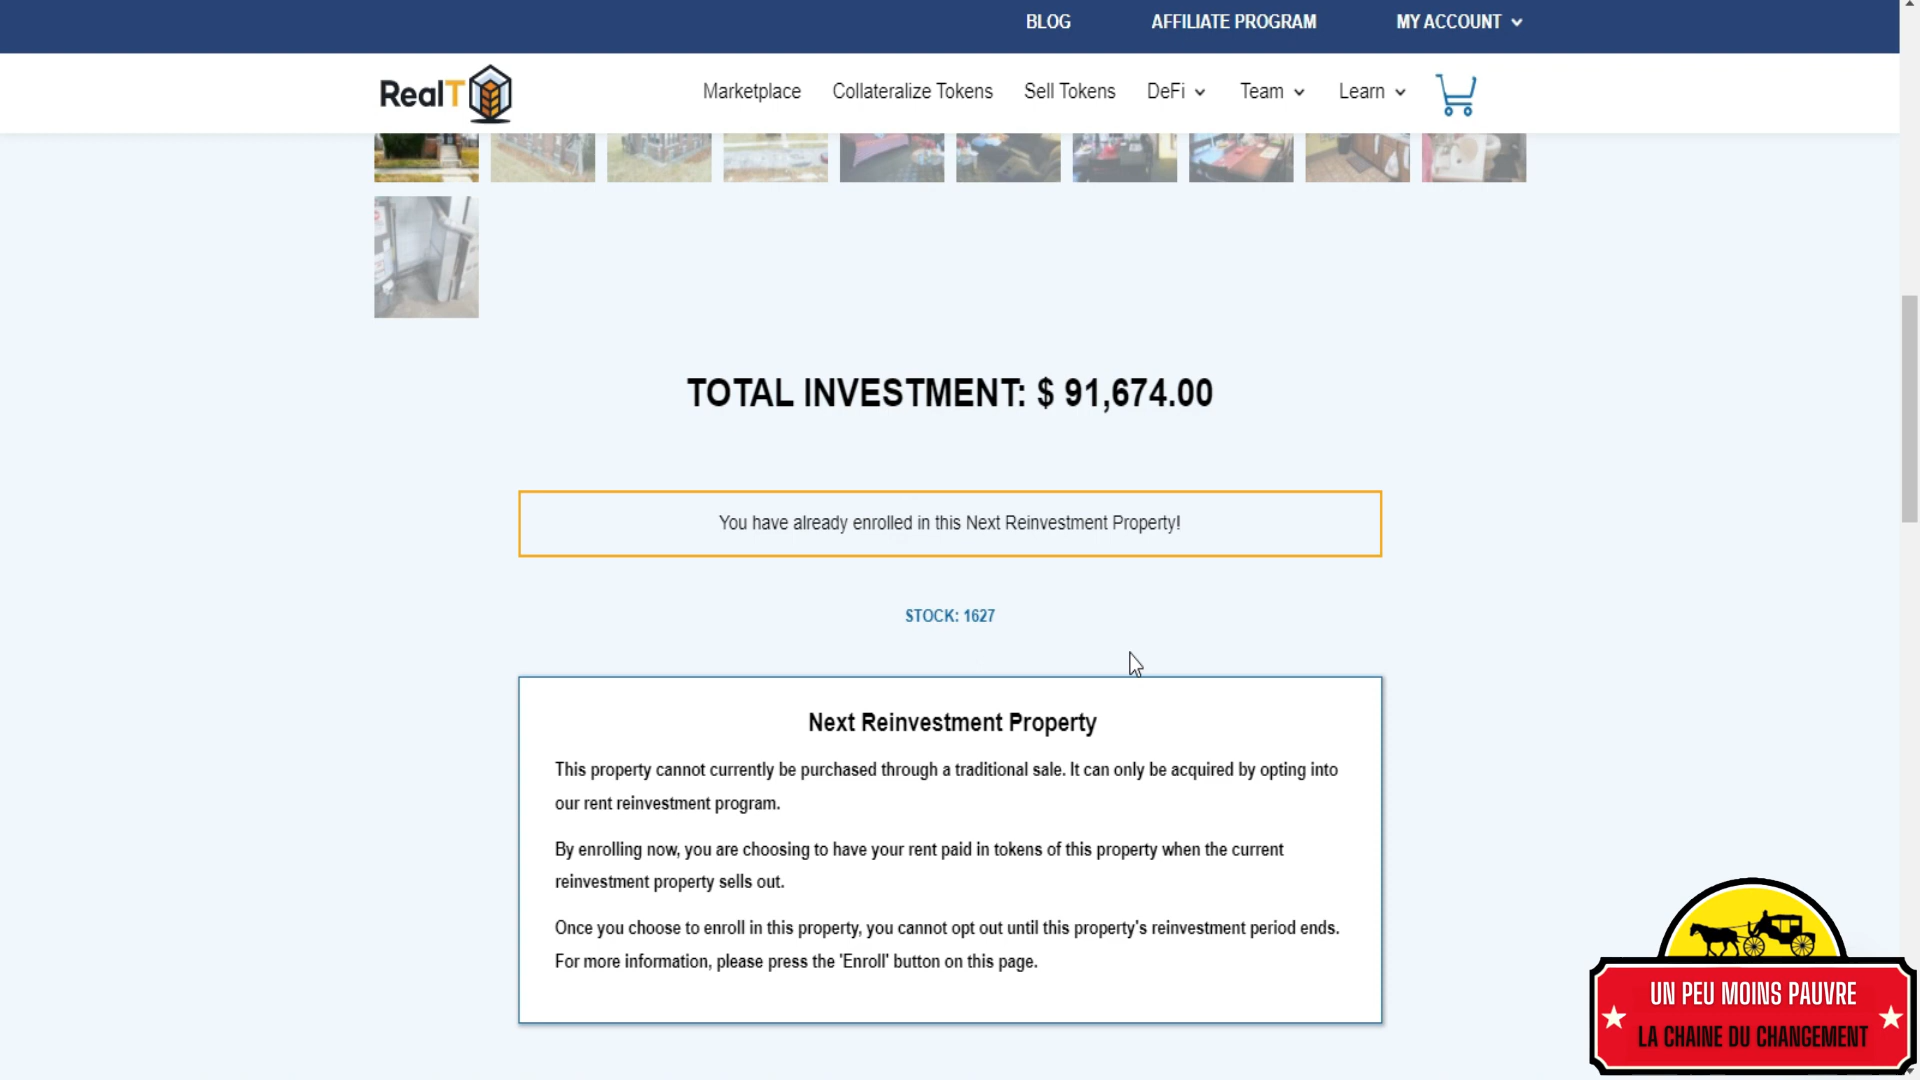 BLOG
AFFILIATE PROGRAM
MY ACCOUNT
RealT
Marketplace
Collateralize Tokens
Sell Tokens
DeFi
Team
Learn
TOTAL INVESTMENT: $ 91,674.00
You have already enrolled in this Next Reinvestment Property!
STOCK: 1627
Next Reinvestment Property
This property cannot currently be purchased through a traditional sale. It can only be acquired by opting into
our rent reinvestment program.
By enrolling now, you are choosing to have your rent paid in tokens of this property when the current
reinvestment property sells out.
Once you choose to enroll in this property, you cannot opt out until this property's reinvestment period ends.
For more information, please press the 'Enroll' button on this page.
UN PEU MOINS PAUVRE
LA CHAINE DU CHANGEMENT